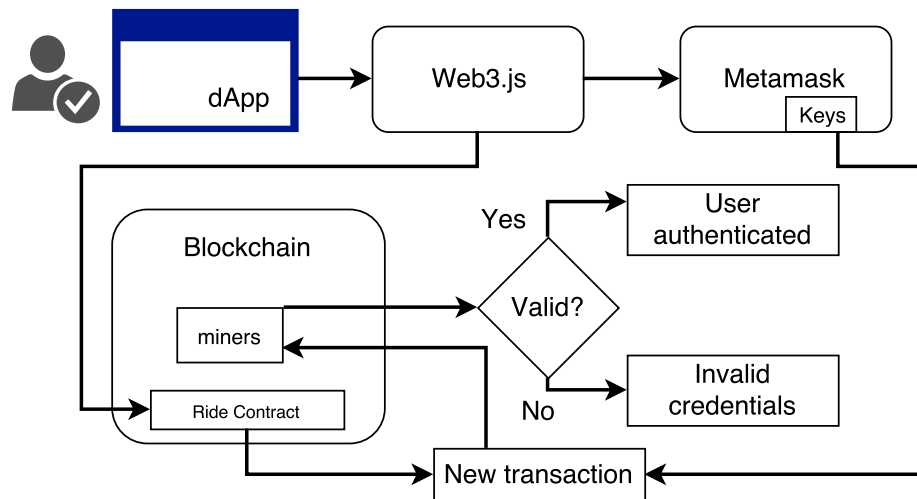 dApp
Web3.js
Metamask
Keys
Yes
User
authenticated
Blockchain
Valid?
miners
Invalid
credentials
No
Ride Contract
New transaction